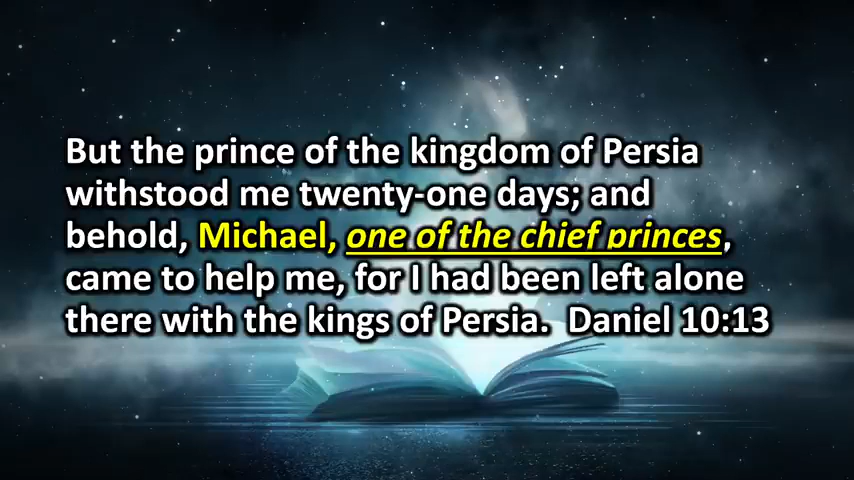 But the prince of the kingdom of Persia
withstood me twenty-one days; and
behold, Michael, one of the chief princes,
came to help me, for I had been left alone
there with the kings of Persia. Daniel 10:13